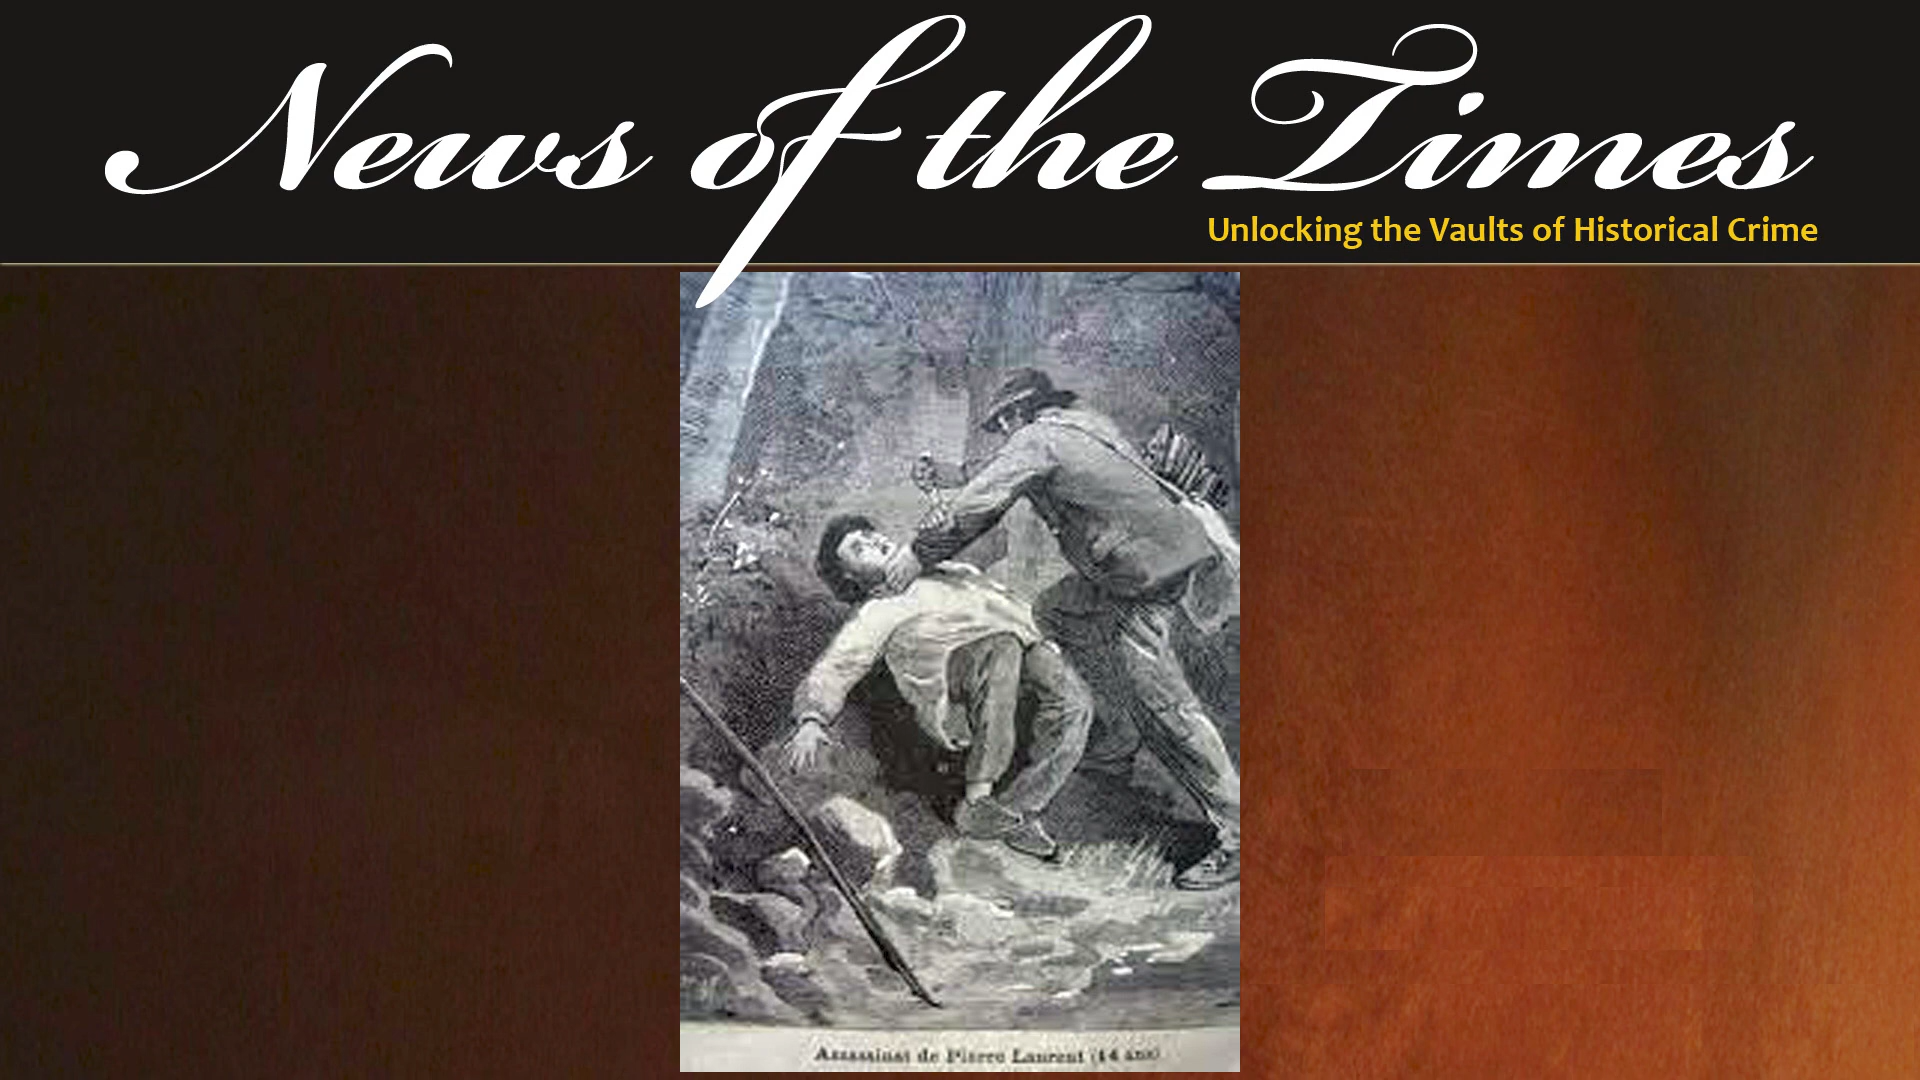 News of the Times
Unlocking the Vaults of Historical Crime
Assassinat de Pierre Laurent (14 ans)